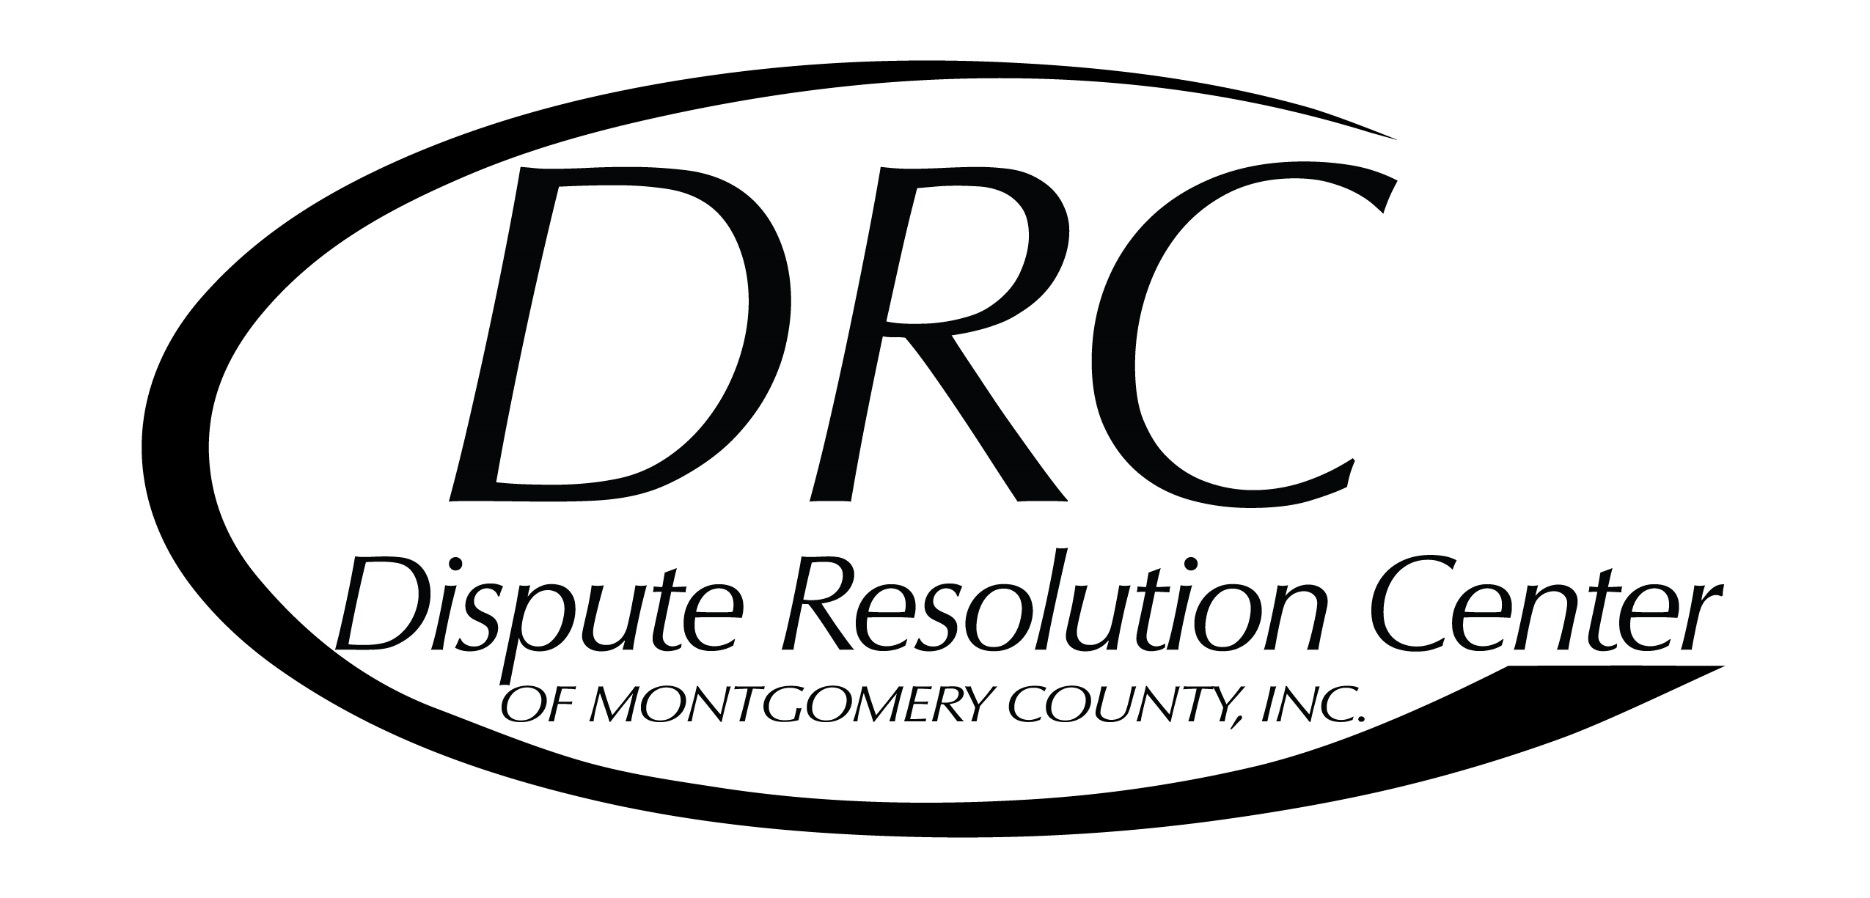 DRC
Dispute Resolution Center
OF MONTGOMERY COUNTY, INC.